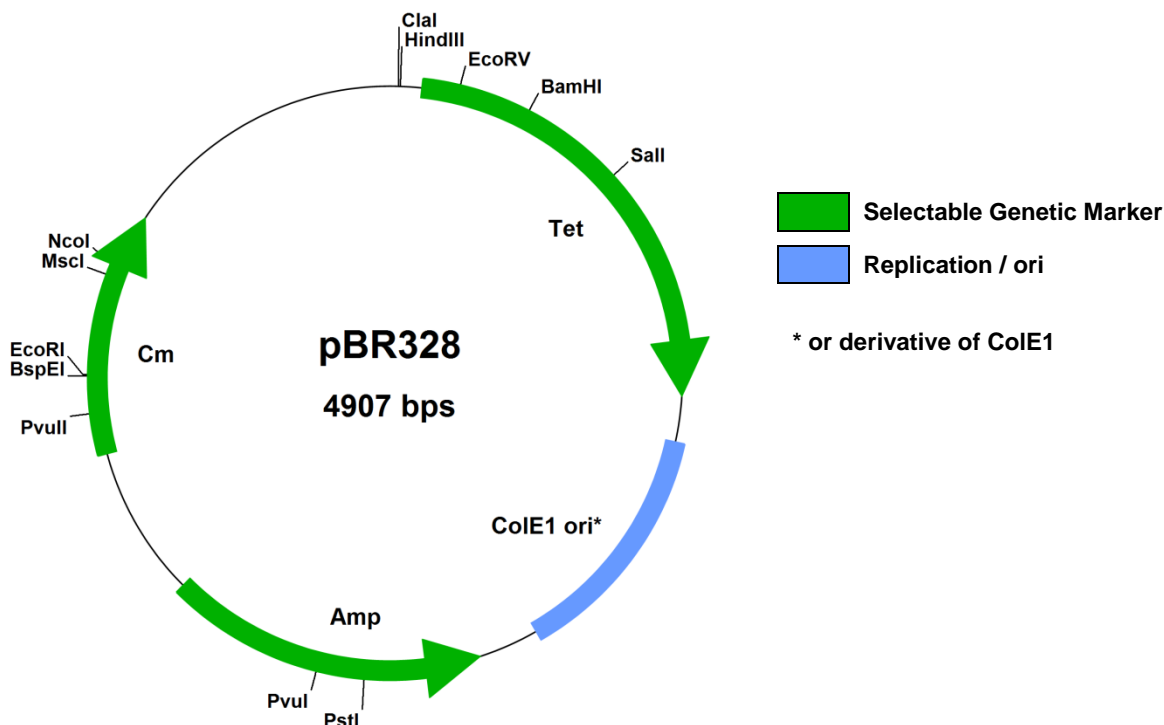 ClaI
HindIII
EcoRV
BamHI
SalI
Tet
NcoI
MscI
EcoRI
BspEI
Cm
PvuII
pBR328
4907 bps
ColE1 ori*
Amp
PvuI
PstI
Selectable Genetic Marker
Replication / ori
* or derivative of ColE1